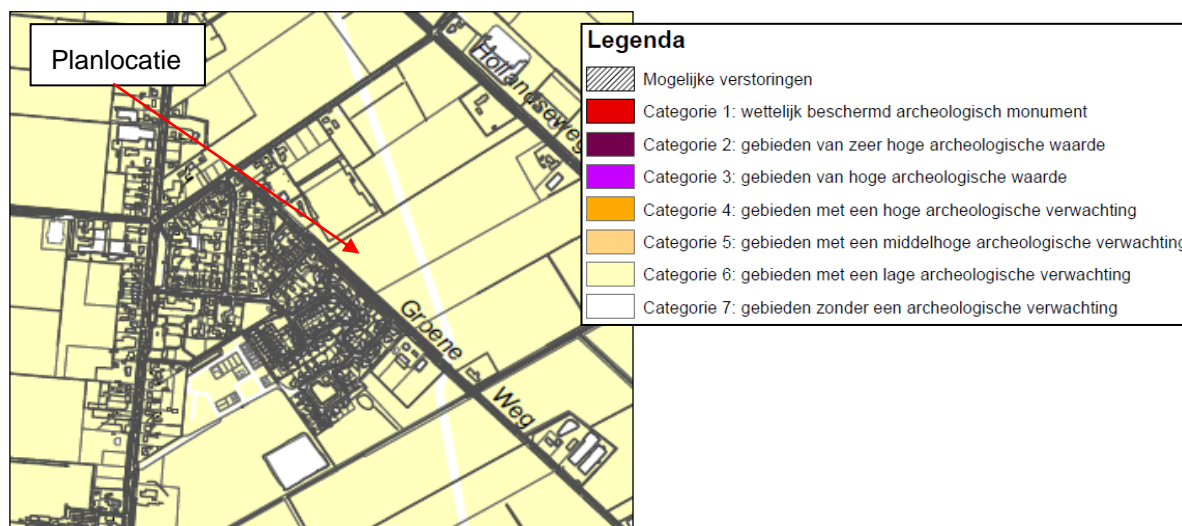 Planlocatie
Hollandseweg
Groene
Weg
Legenda
Mogelijke verstoringen
Categorie 1: wettelijk beschermd archeologisch monument
Categorie 2: gebieden van zeer hoge archeologische waarde
Categorie 3: gebieden van hoge archeologische waarde
Categorie 4: gebieden met een hoge archeologische verwachting
Categorie 5: gebieden met een middelhoge archeologische verwachting
Categorie 6: gebieden met een lage archeologische verwachting
Categorie 7: gebieden zonder een archeologische verwachting